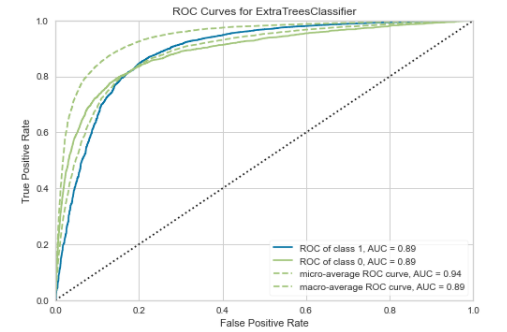 ROC Curves for ExtraTreesClassifier
1.0
0.8
0.6
0.4
0.2
0.0
True Positive Rate
ROC of class 1, AUC = 0.89
ROC of class 0, AUC = 0.89
micro-average ROC curve, AUC = 0.94
macro-average ROC curve, AUC = 0.89
0.0 0.2 0.4 0.6 0.8 1.0
False Positive Rate